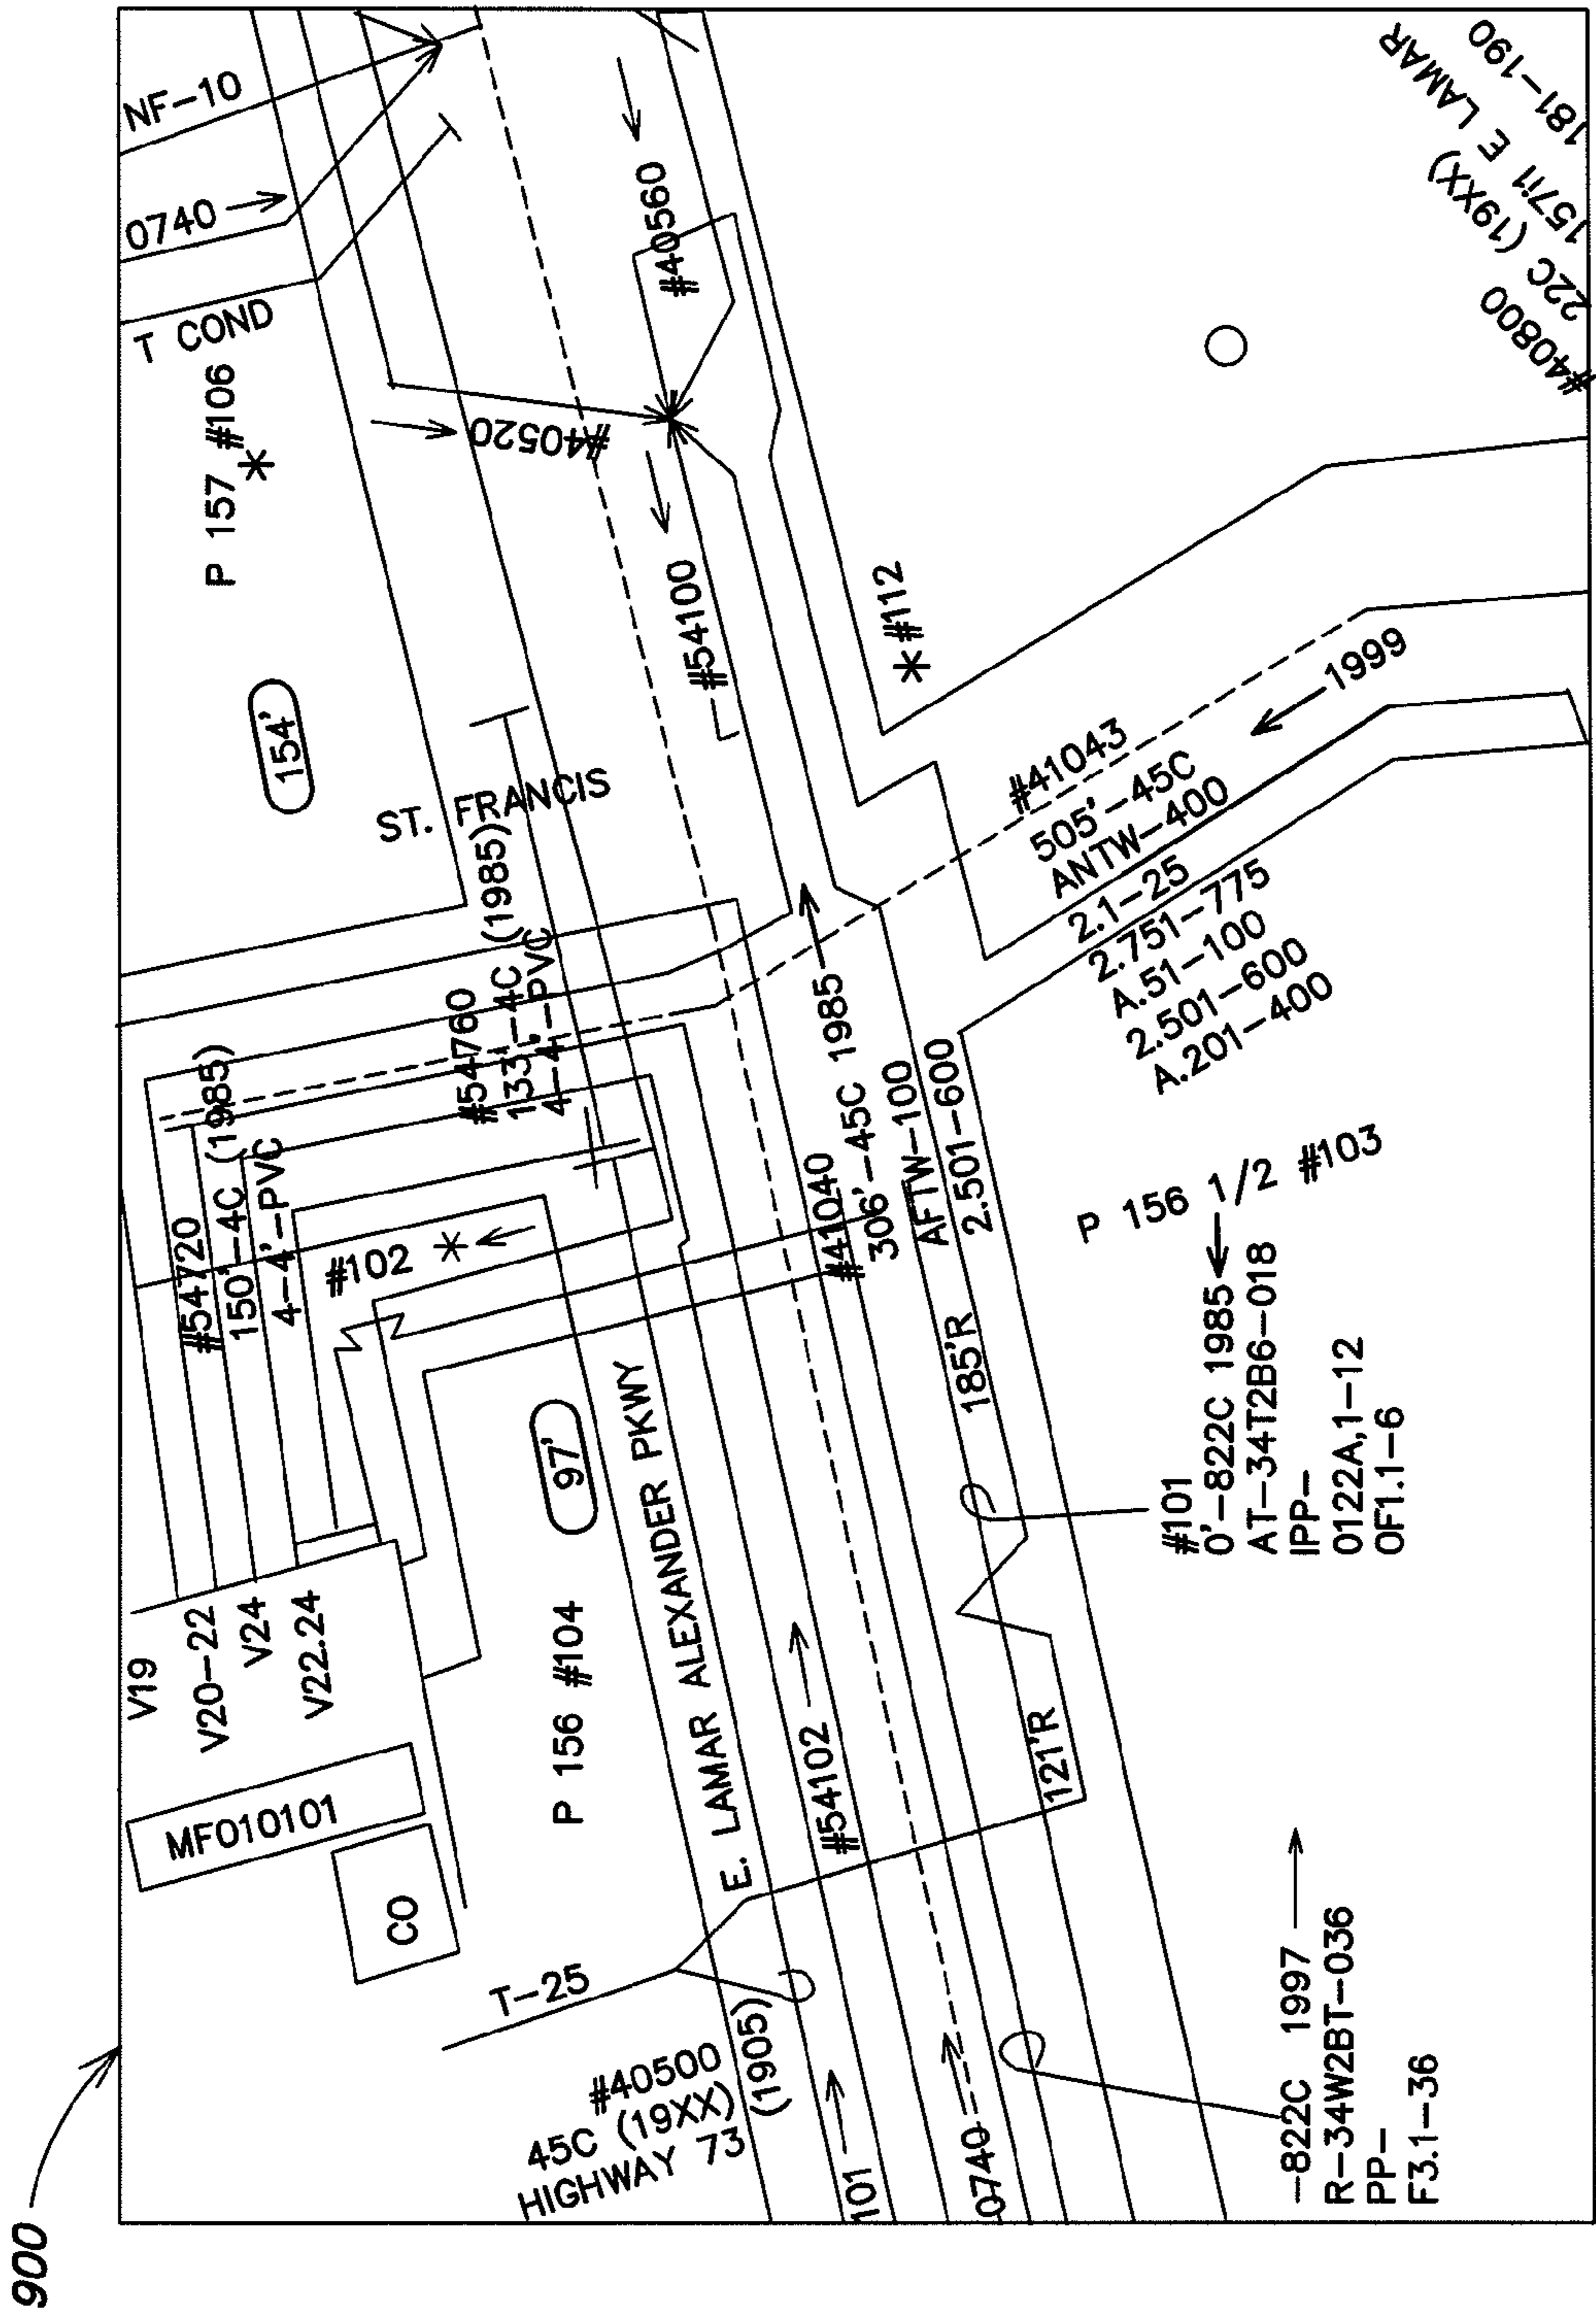 900
V19
V20-22
V24
V22.24
MF010101
CO
#54720
150'-4C (1985)
4-4'-PVC
#102
#54760
133'-4C (1985)
4-4'-PVC
ST. FRANCIS
154'
P 157 #106
T COND
0740
NF-10
#40520
#40560
#54100
P 156 #104
97'
E. LAMAR ALEXANDER PKWY
T-25
#40500
45C (19XX)
HIGHWAY 73 (1905)
101
0740
#54102
121'R
185'R
#41040
306'-45C 1985
AFTW-100
2.501-600
#112
#41043
505'-45C
ANTW-400
2.1-25
2.751-775
A.51-100
2.501-600
A.201-400
1999
P 156 1/2 #103
#101
0'-822C 1985
AT-34T2B6-018
IPP-
0122A,1-12
OF1.1-6
-822C 1997
R-34W2BT-036
PP-
F3.1-36
#40800
22C (19XX)
E LAMAR
181-190